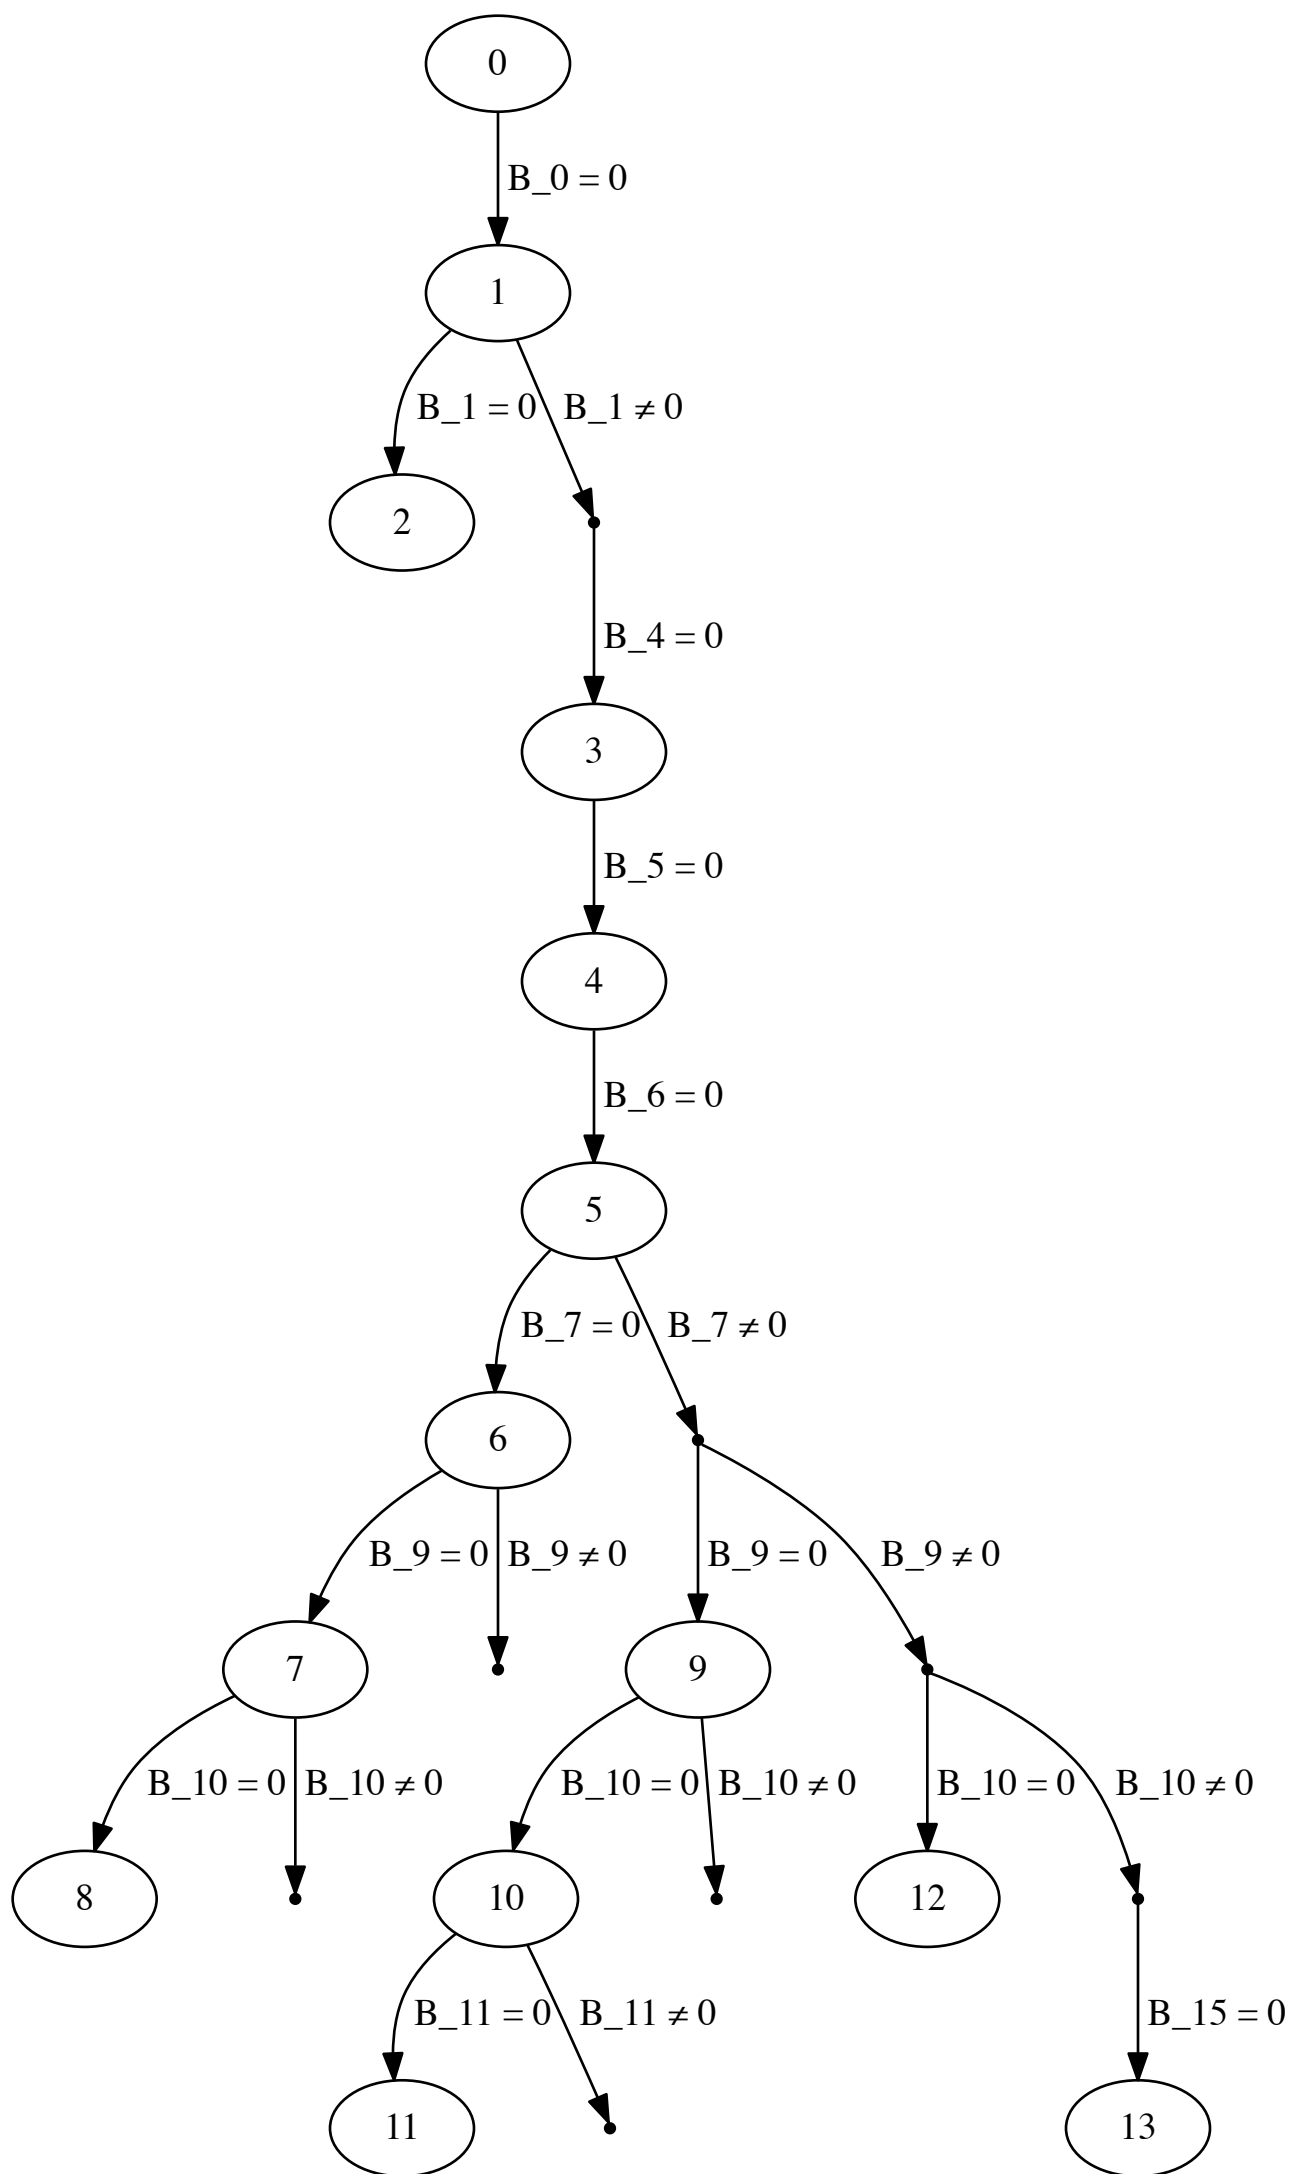 0
B_0 = 0
1
B_1 = 0
B_1 ≠ 0
2
B_4 = 0
3
B_5 = 0
4
B_6 = 0
5
B_7 = 0
B_7 ≠ 0
6
B_9 = 0
B_9 ≠ 0
B_9 = 0
B_9 ≠ 0
7
9
B_10 = 0
B_10 ≠ 0
B_10 = 0
B_10 ≠ 0
B_10 = 0
B_10 ≠ 0
8
10
12
B_11 = 0
B_11 ≠ 0
B_15 = 0
11
13